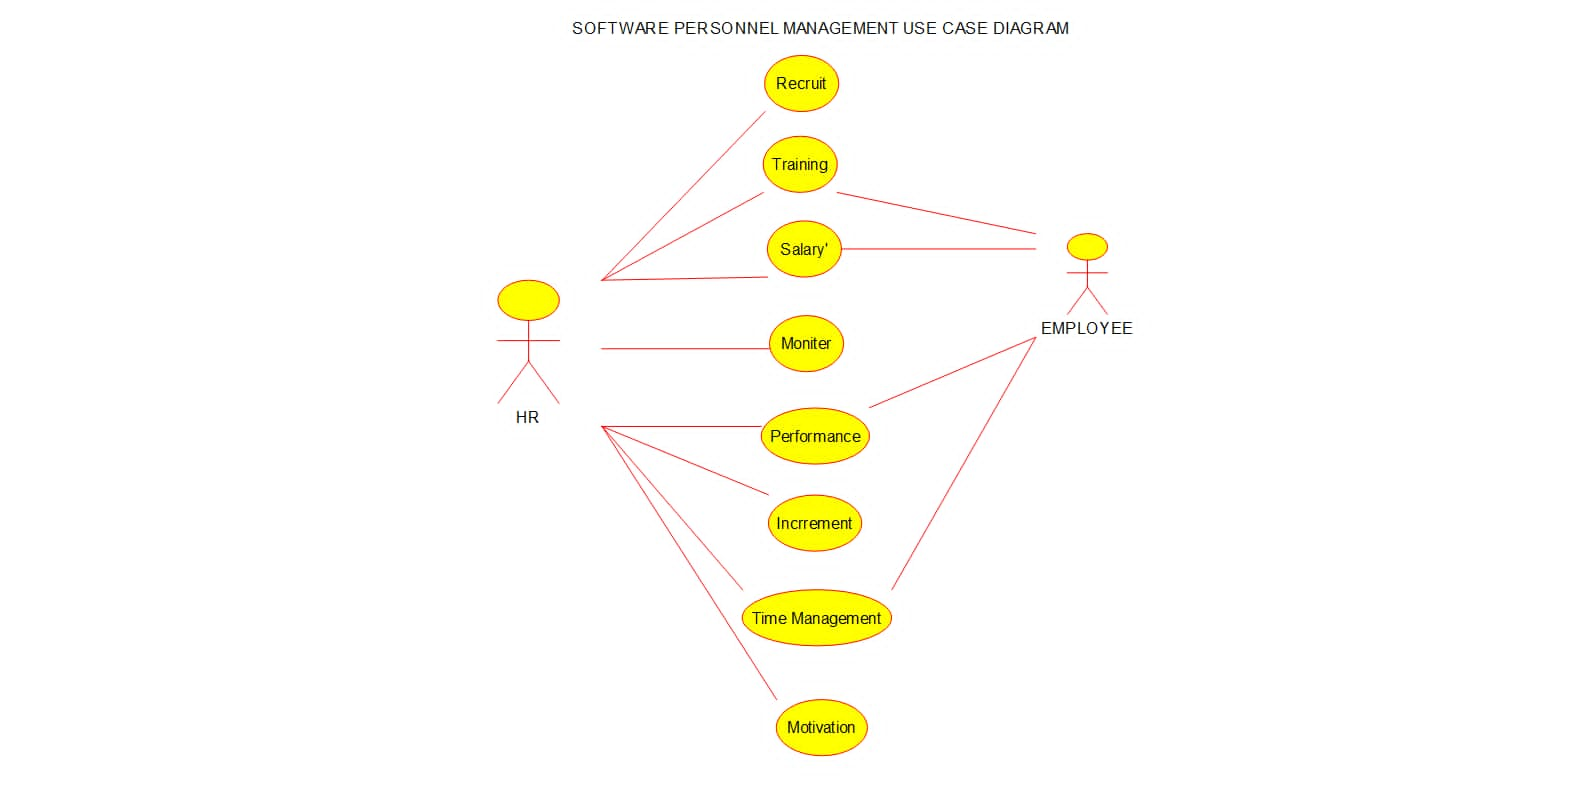 SOFTWARE PERSONNEL MANAGEMENT USE CASE DIAGRAM
Recruit
Training
Salary'
EMPLOYEE
Moniter
HR
Performance
Incrrement
Time Management
Motivation